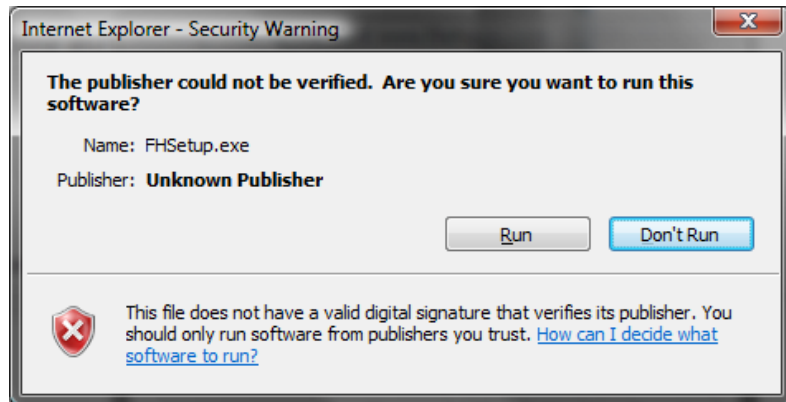 Internet Explorer - Security Warning
The publisher could not be verified.  Are you sure you want to run this
software?
Name: FHSetup.exe
Publisher: Unknown Publisher
Run
Don't Run
This file does not have a valid digital signature that verifies its publisher. You
should only run software from publishers you trust. How can I decide what
software to run?